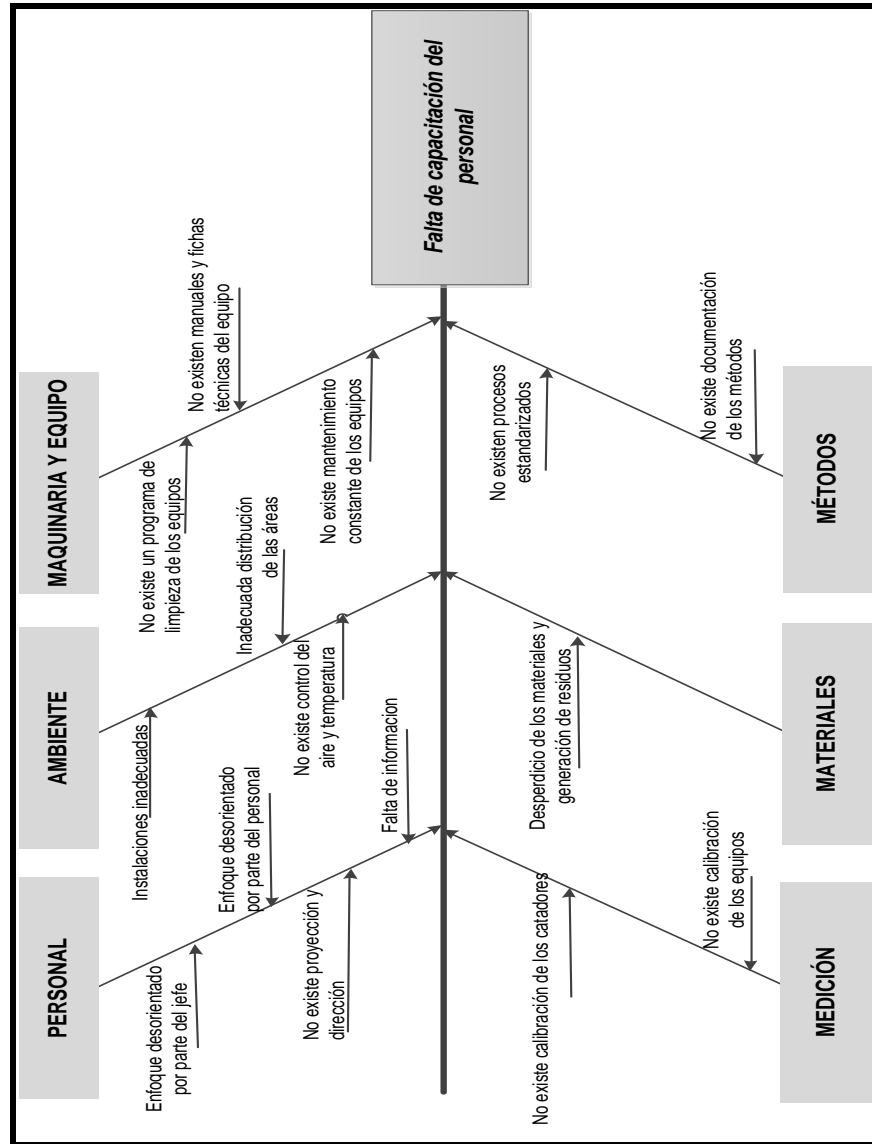 PERSONAL
AMBIENTE
MAQUINARIA Y EQUIPO
Enfoque desorientado
por parte del jefe
Enfoque desorientado
por parte del personal
No existe proyección y
dirección
Falta de informacion
Instalaciones inadecuadas
Inadecuada distribución
de las áreas
No existe control del
aire y temperatura
No existe un programa de
limpieza de los equipos
No existen manuales y fichas
técnicas del equipo
No existe mantenimiento
constante de los equipos
Falta de capacitación del
personal
No existe calibración de los catadores
No existe calibración
de los equipos
Desperdicio de los materiales y
generación de residuos
No existen procesos
estandarizados
No existe documentación
de los métodos
MEDICIÓN
MATERIALES
MÉTODOS